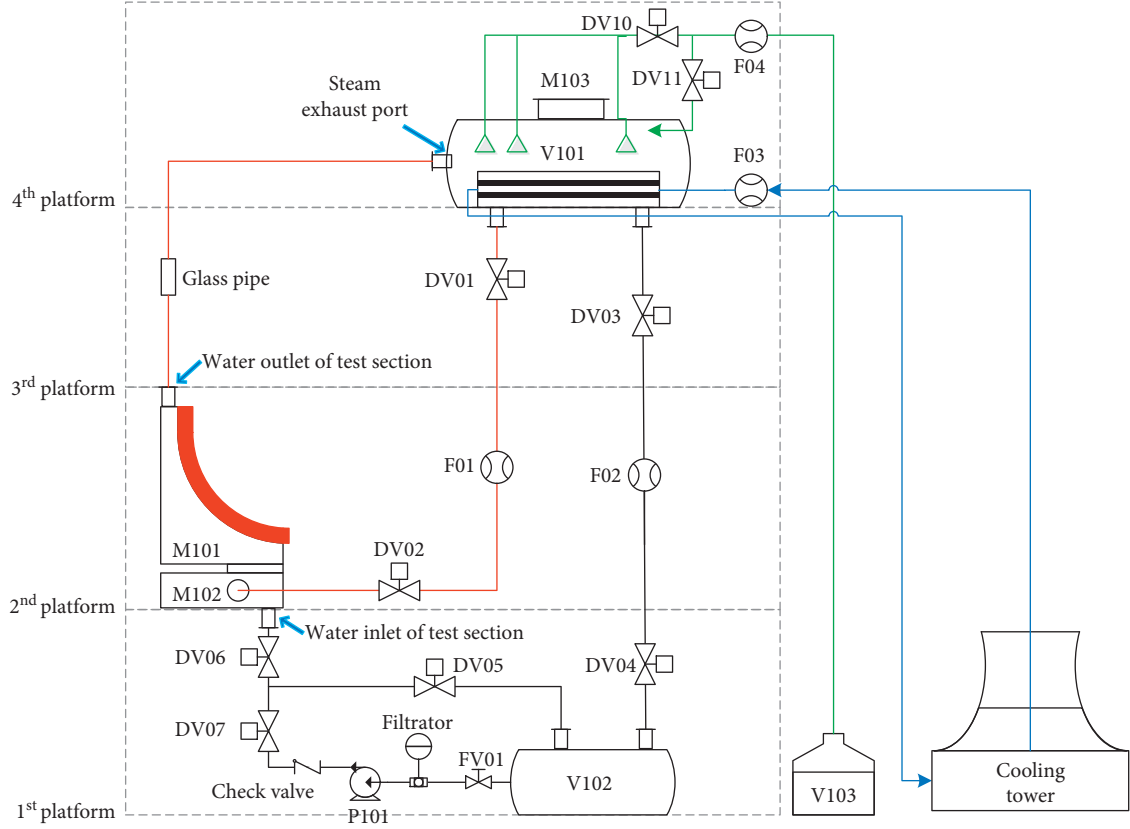 DV10
F04
DV11
M103
Steam
exhaust port
V101
F03
4th platform
Glass pipe
DV01
DV03
Water outlet of test section
3rd platform
F01
F02
M101
DV02
M102
2nd platform
Water inlet of test section
DV06
DV05
DV04
DV07
Filtrator
FV01
Check valve
P101
V102
V103
Cooling
tower
1st platform